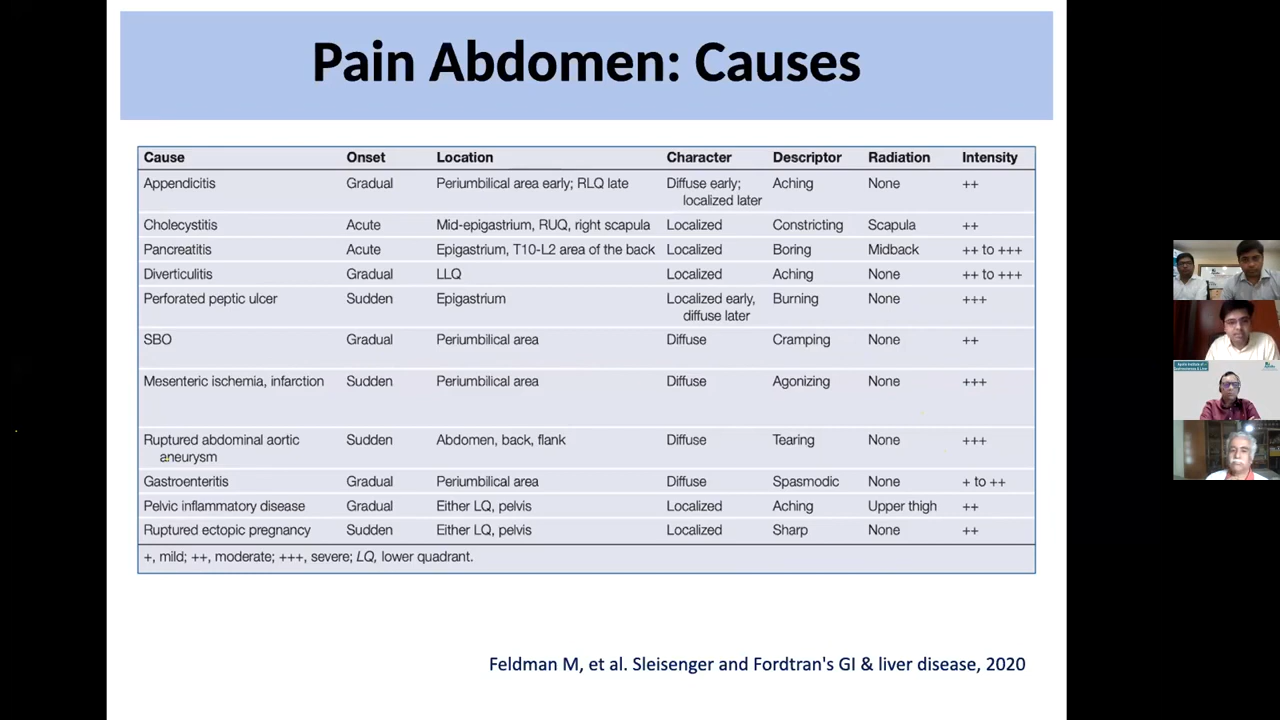 Pain Abdomen: Causes
Cause Onset Location Character Descriptor Radiation Intensity
Appendicitis Gradual Periumbilical area early; RLQ late Diffuse early; Aching None ++
localized later
Cholecystitis Acute Mid-epigastrium, RUQ, right scapula Localized Constricting Scapula ++
Pancreatitis Acute Epigastrium, T10-L2 area of the back Localized Boring Midback ++ to +++
Diverticulitis Gradual LLQ Localized Aching None ++ to +++
Perforated peptic ulcer Sudden Epigastrium Localized early, Burning None +++
diffuse later
SBO Gradual Periumbilical area Diffuse Cramping None ++
Mesenteric ischemia, infarction Sudden Periumbilical area Diffuse Agonizing None +++
Ruptured abdominal aortic Sudden Abdomen, back, flank Diffuse Tearing None +++
aneurysm
Gastroenteritis Gradual Periumbilical area Diffuse Spasmodic None + to ++
Pelvic inflammatory disease Gradual Either LQ, pelvis Localized Aching Upper thigh ++
Ruptured ectopic pregnancy Sudden Either LQ, pelvis Localized Sharp None ++
+, mild; ++, moderate; +++, severe; LQ, lower quadrant.
Feldman M, et al. Sleisenger and Fordtran's GI & liver disease, 2020